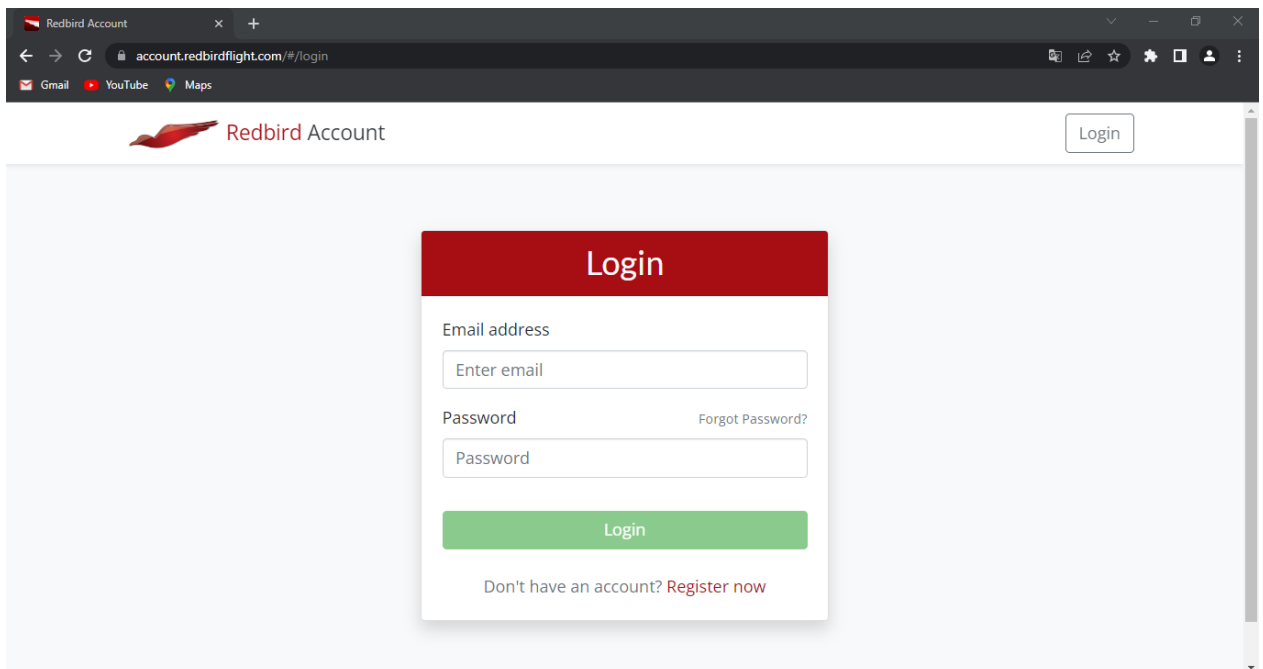 Redbird Account
account.redbirdflight.com/#/login
Gmail YouTube Maps
Redbird Account Login
Login
Email address
Enter email
Password Forgot Password?
Password
Login
Don't have an account? Register now